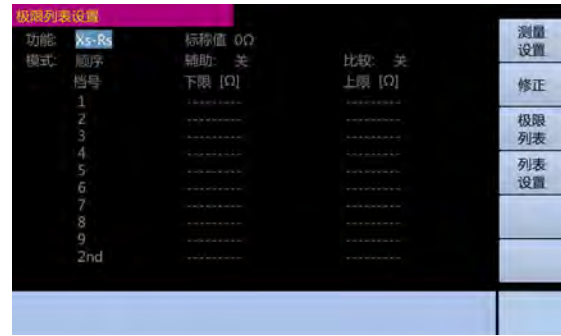 极限列表设置
功能: Xs-Rs 标称值 0Ω
模式: 顺序 辅助: 关 比较: 关
档号 下限 [Ω] 上限 [Ω]
1 --------- ---------
2 --------- ---------
3 --------- ---------
4 --------- ---------
5 --------- ---------
6 --------- ---------
7 --------- ---------
8 --------- ---------
9 --------- ---------
2nd --------- ---------
测量
设置
修正
极限
列表
列表
设置